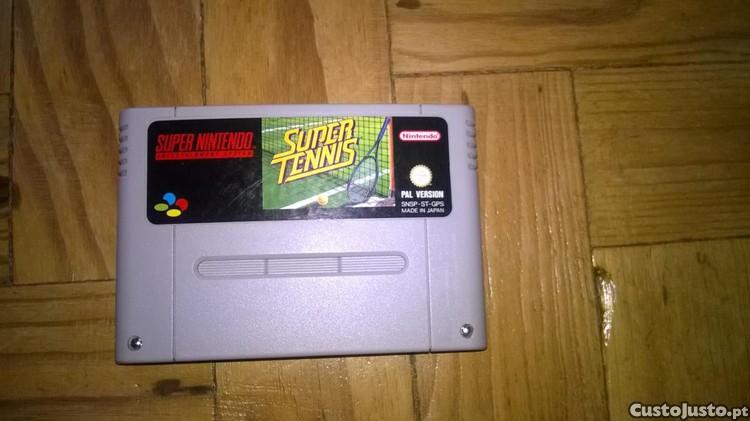 SUPER NINTENDO
ENTERTAINMENT SYSTEM
SUPER
TENNIS
Nintendo
PAL VERSION
SNSP-ST-GPS
MADE IN JAPAN
CustoJusto.pt